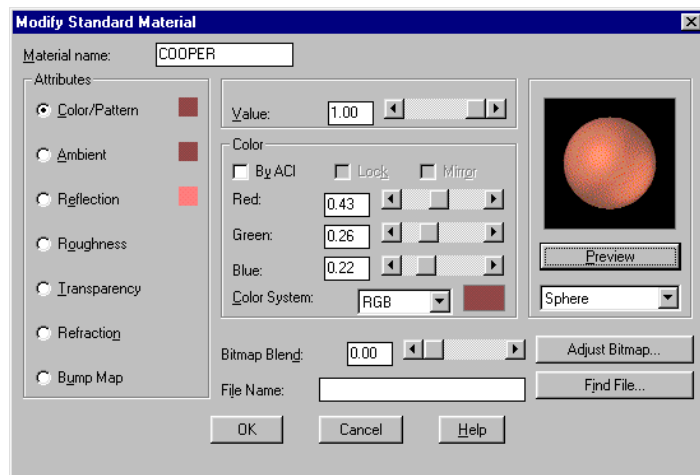 Modify Standard Material
Material name: COOPER
Attributes
Color/Pattern
Ambient
Reflection
Roughness
Transparency
Refraction
Bump Map
Value: 1.00
Color
By ACI Lock Mirror
Red: 0.43
Green: 0.26
Blue: 0.22
Color System: RGB
Preview
Sphere
Bitmap Blend: 0.00
Adjust Bitmap...
File Name:
Find File...
OK Cancel Help